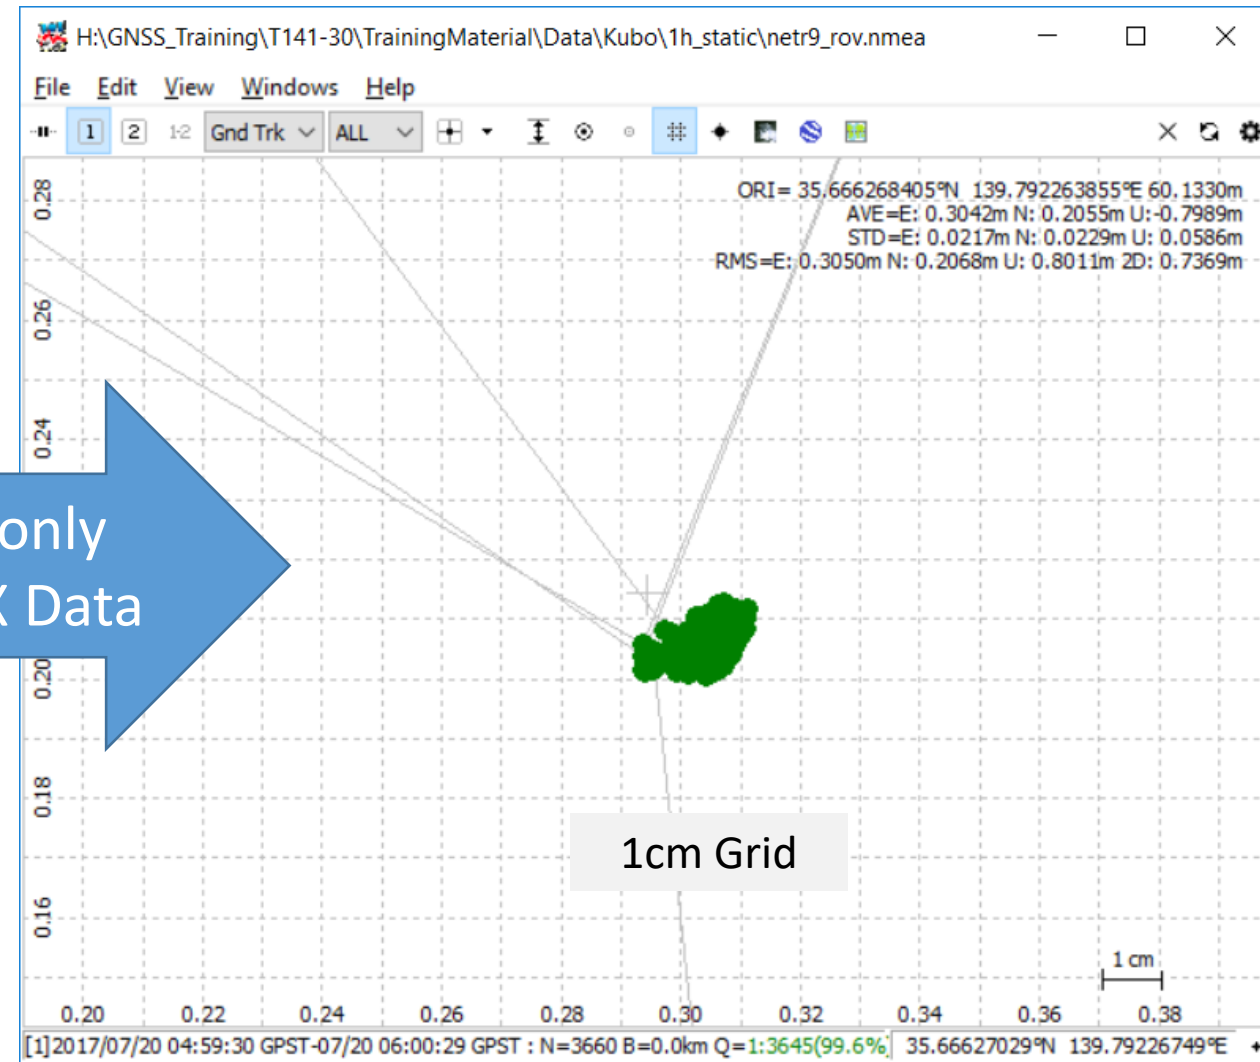 H:\GNSS_Training\T141-30\TrainingMaterial\Data\Kubo\1h_static\netr9_rov.nmea
File Edit View Windows Help
1 2 1-2 Gnd Trk ALL
ORI= 35.666268405°N 139.792263855°E 60.1330m
AVE=E: 0.3042m N: 0.2055m U:-0.7989m
STD=E: 0.0217m N: 0.0229m U: 0.0586m
RMS=E: 0.3050m N: 0.2068m U: 0.8011m 2D: 0.7369m
0.28
0.26
0.24
only
X Data
0.20
0.18
1cm Grid
0.16
1 cm
0.20 0.22 0.24 0.26 0.28 0.30 0.32 0.34 0.36 0.38
[1]2017/07/20 04:59:30 GPST-07/20 06:00:29 GPST : N=3660 B=0.0km Q=1:3645(99.6%) 35.66627029°N 139.79226749°E